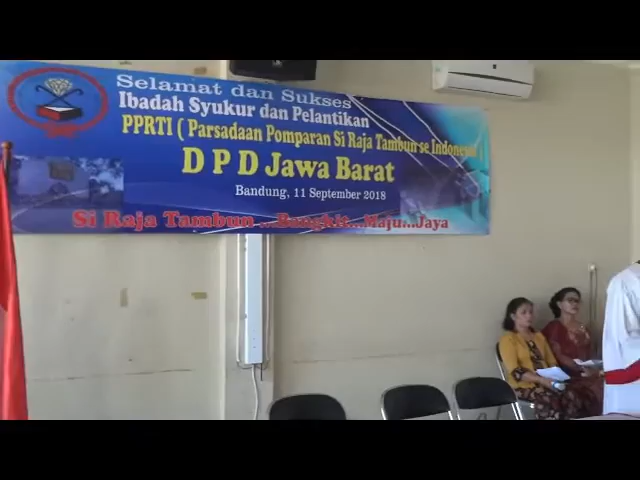 Selamat dan Sukses
Ibadah Syukur dan Pelantikan
PPRTI ( Parsadaan Pomparan Si Raja Tambun se Indonesia
D P D Jawa Barat
Bandung, 11 September 2018
Si Raja Tambun ...Bangkit...Maju...Jaya